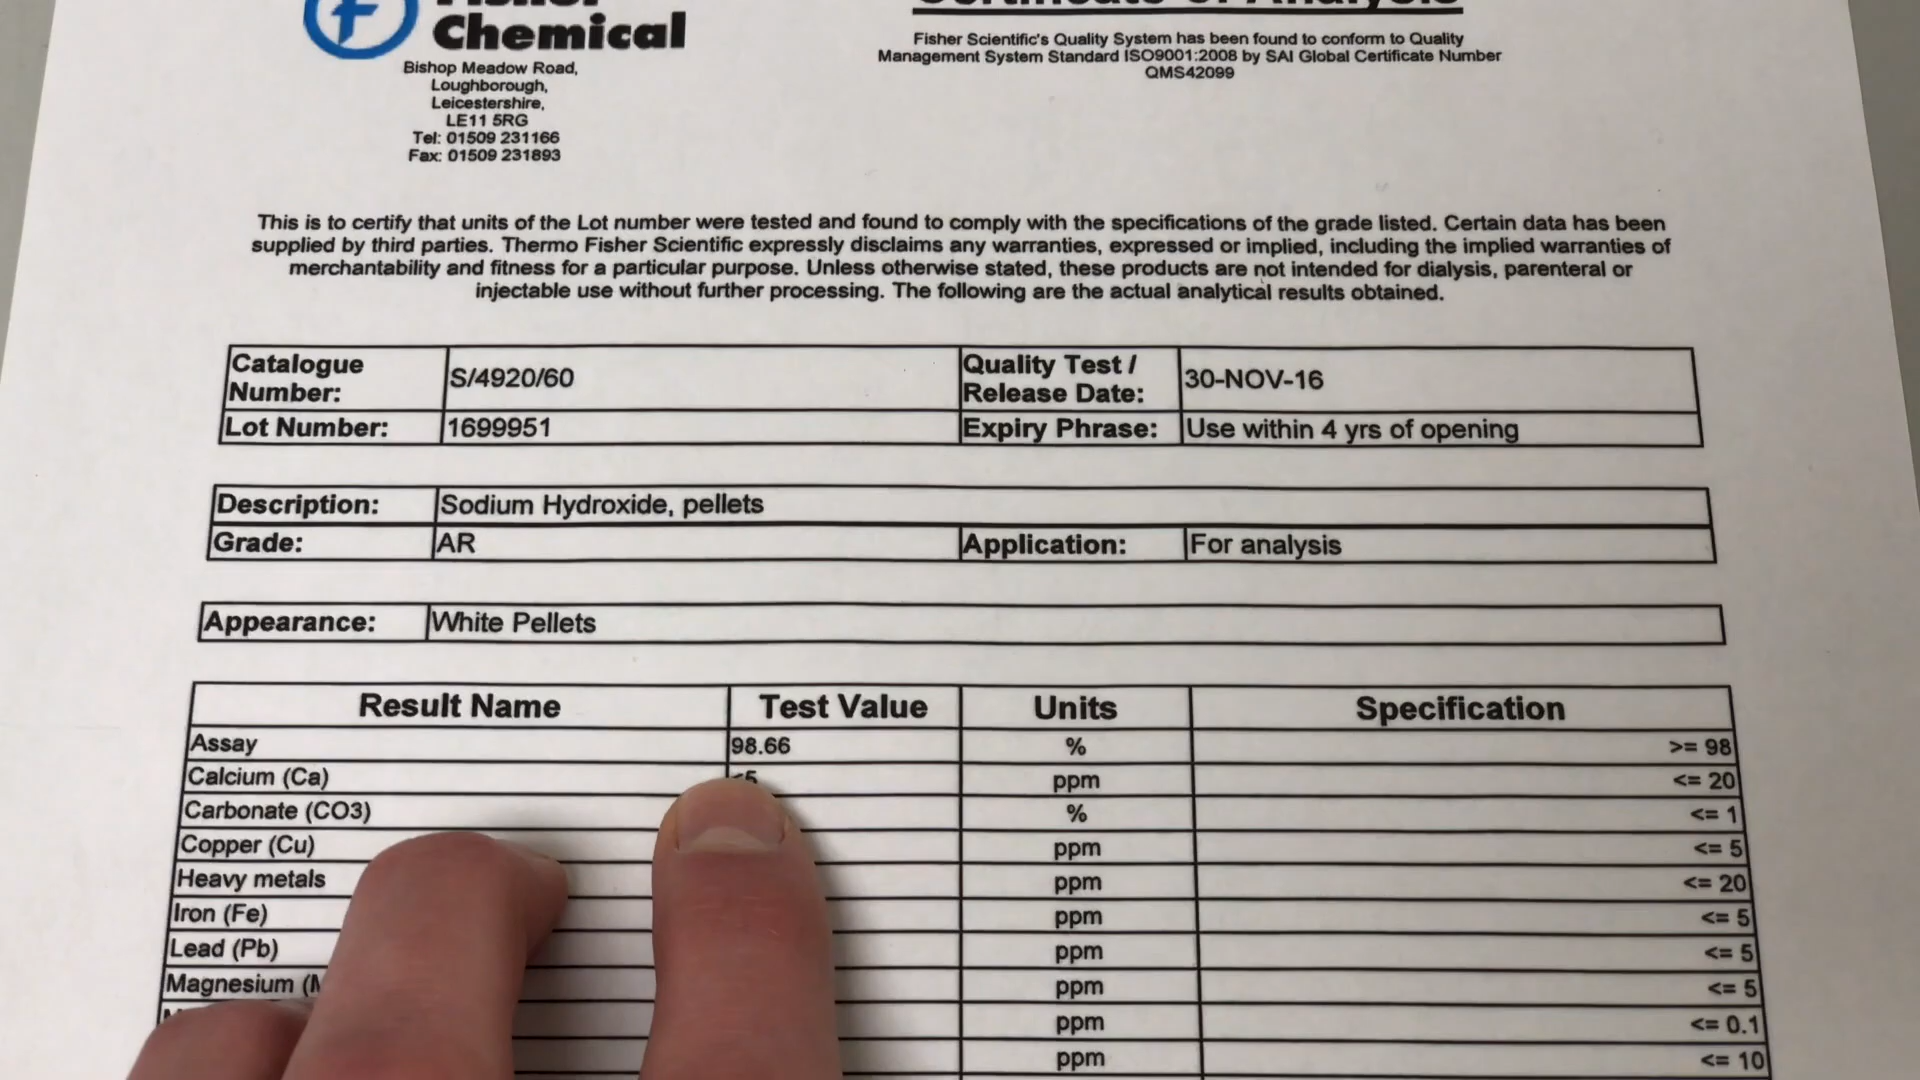 Chemical
Bishop Meadow Road,
Loughborough,
Leicestershire,
LE11 5RG
Tel: 01509 231166
Fax: 01509 231893
Certificate of Analysis
Fisher Scientific's Quality System has been found to conform to Quality
Management System Standard ISO9001:2008 by SAI Global Certificate Number
QMS42099
This is to certify that units of the Lot number were tested and found to comply with the specifications of the grade listed. Certain data has been
supplied by third parties. Thermo Fisher Scientific expressly disclaims any warranties, expressed or implied, including the implied warranties of
merchantability and fitness for a particular purpose. Unless otherwise stated, these products are not intended for dialysis, parenteral or
injectable use without further processing. The following are the actual analytical results obtained.
Catalogue Number: S/4920/60 Quality Test / Release Date: 30-NOV-16
Lot Number: 1699951 Expiry Phrase: Use within 4 yrs of opening
Description: Sodium Hydroxide, pellets
Grade: AR Application: For analysis
Appearance: White Pellets
Result Name Test Value Units Specification
Assay 98.66 % >= 98
Calcium (Ca) <5 ppm <= 20
Carbonate (CO3) % <= 1
Copper (Cu) ppm <= 5
Heavy metals ppm <= 20
Iron (Fe) ppm <= 5
Lead (Pb) ppm <= 5
Magnesium ppm <= 5
ppm <= 0.1
ppm <= 10